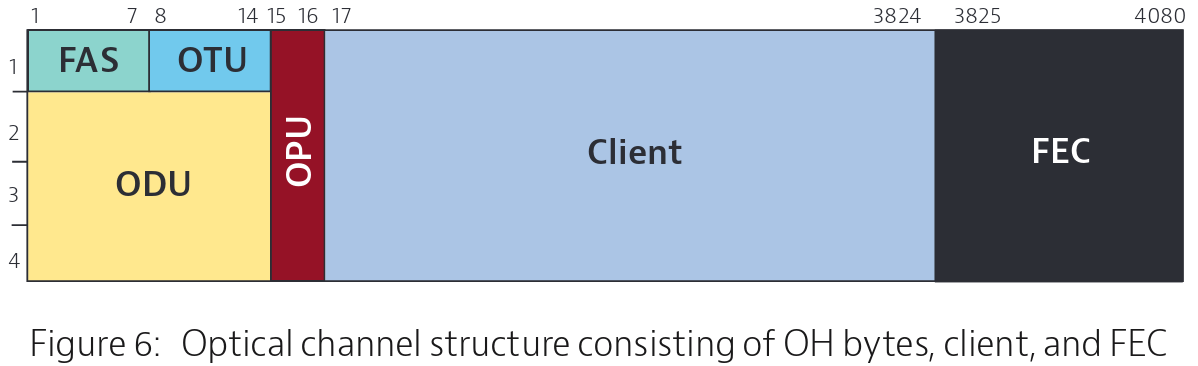 1 7 8 14 15 16 17 3824 3825 4080
1 FAS OTU
2
3
4
ODU
OPU
Client
FEC
Figure 6: Optical channel structure consisting of OH bytes, client, and FEC